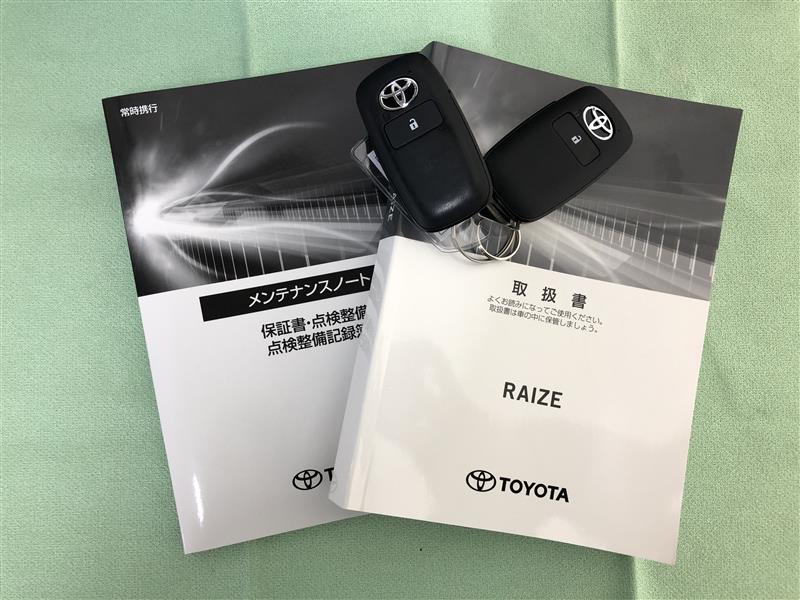 常時携行
メンテナンスノート
保証書・点検整備
点検整備記録簿
取扱書
よくお読みになってご使用ください。
取扱書は車の中に保管しましょう。
RAIZE
TOYOTA